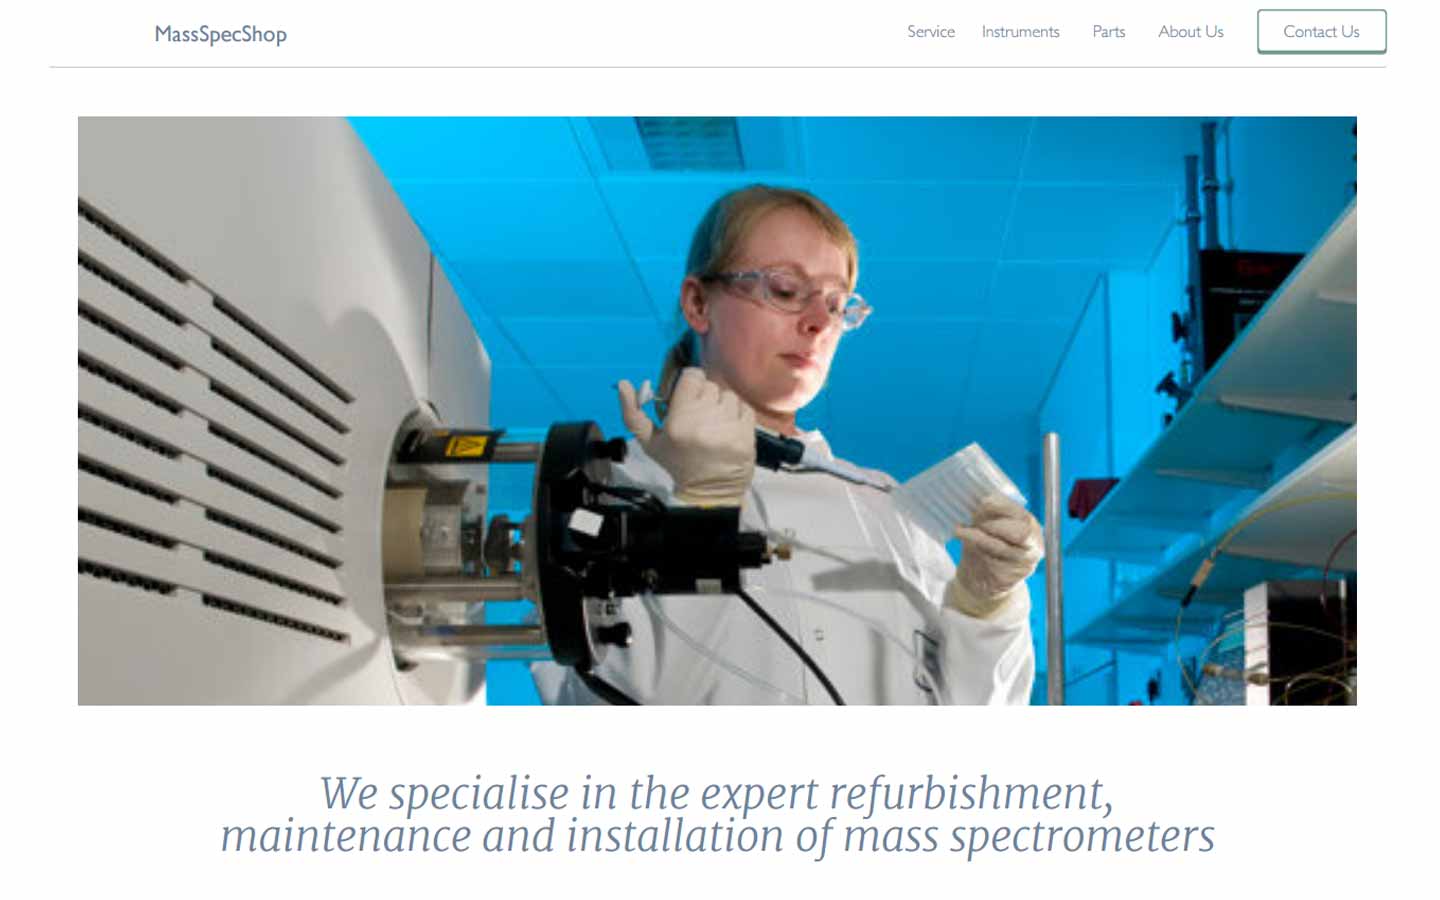 MassSpecShop
Service
Instruments
Parts
About Us
Contact Us
We specialise in the expert refurbishment,
maintenance and installation of mass spectrometers